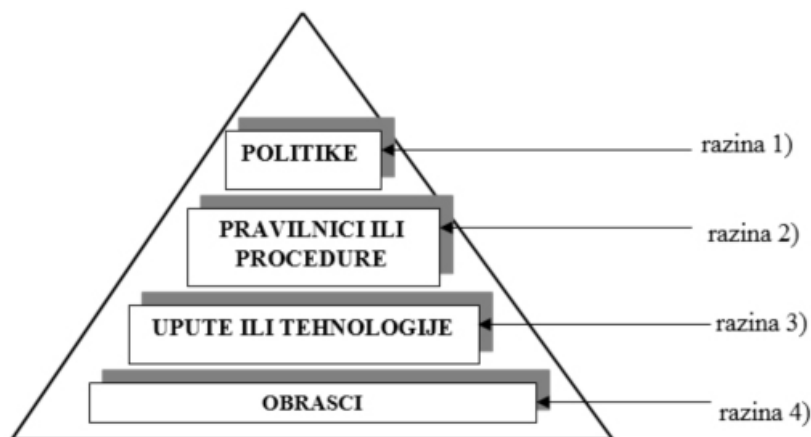 POLITIKE
razina 1)
PRAVILNICI ILI
PROCEDURE
razina 2)
UPUTE ILI TEHNOLOGIJE
razina 3)
OBRASCI
razina 4)